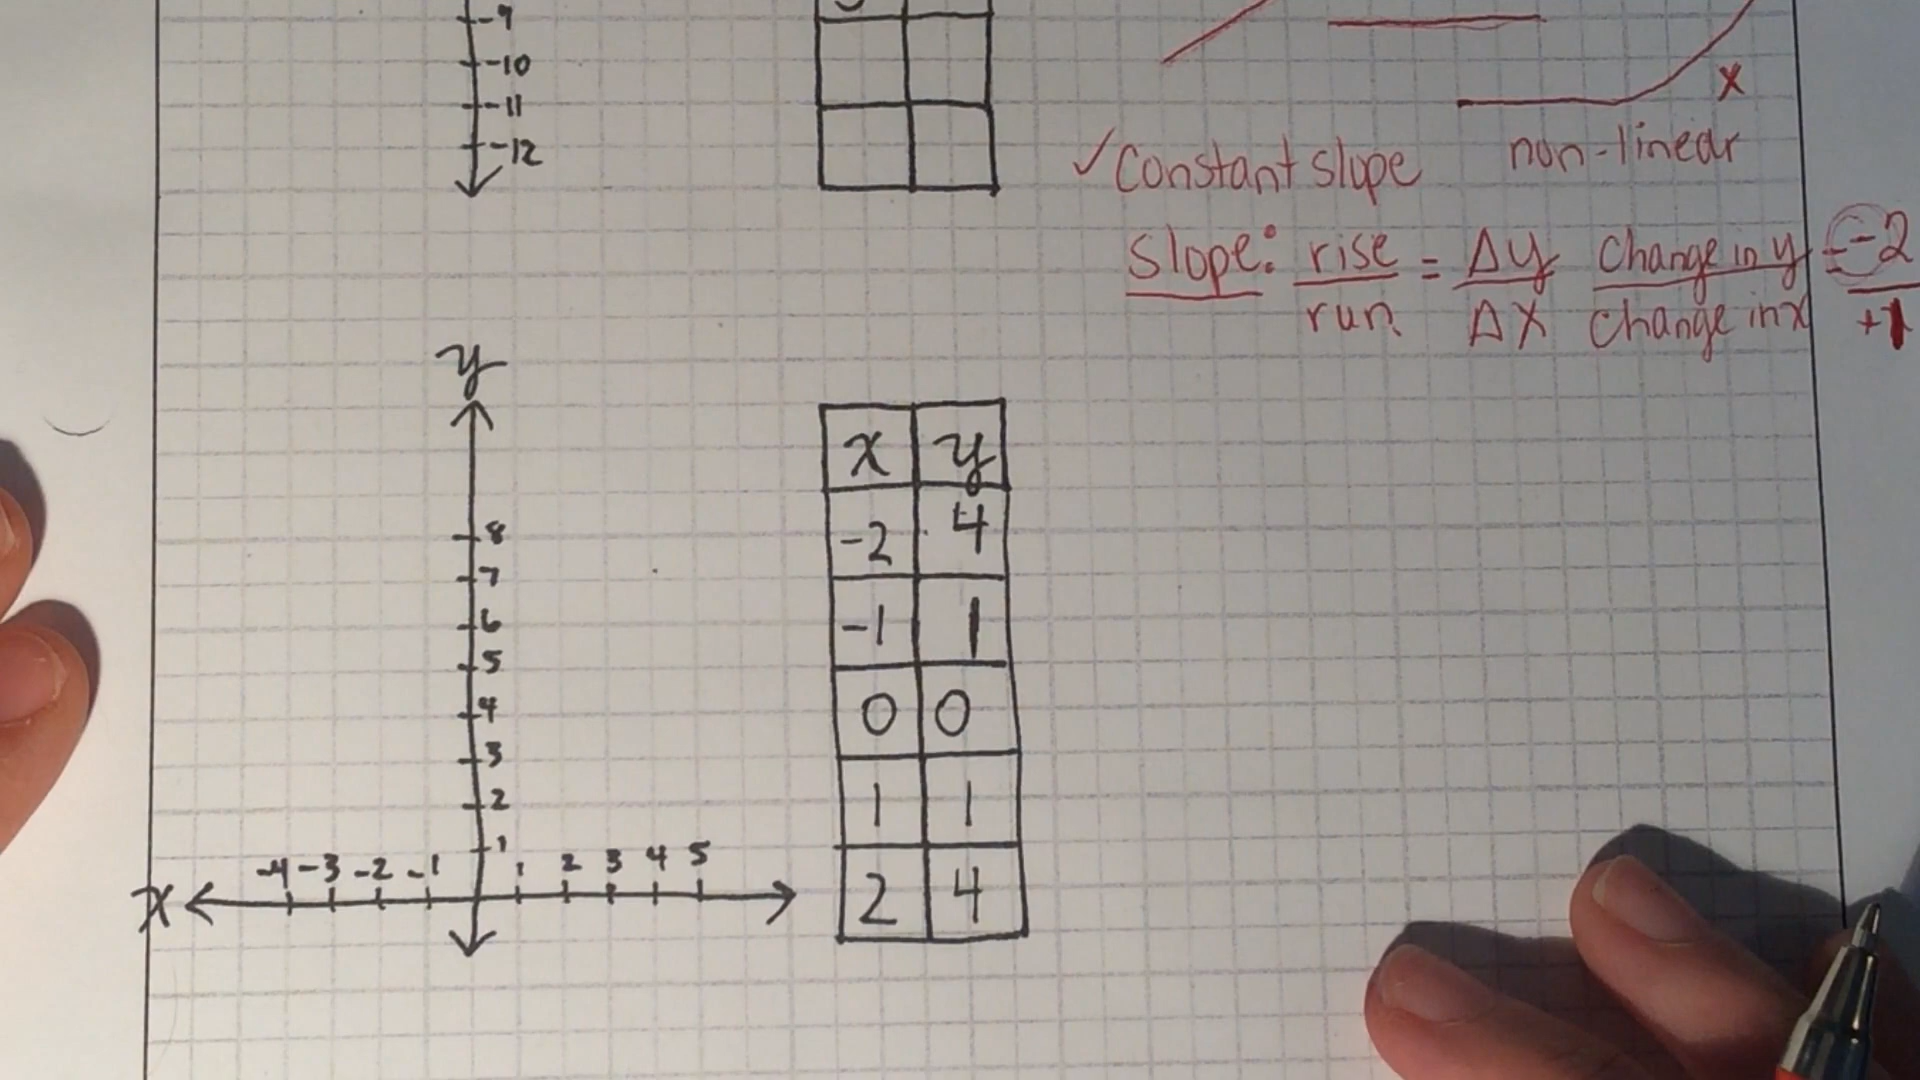 -9
-10
-11
-12
x
✓ Constant slope
non-linear
Slope: rise/run = Δy/Δx change in y/change in x = -2/+1
y
8
7
6
5
4
3
2
1
-4 -3 -2 -1 1 2 3 4 5
x
x y
-2 4
-1 1
0 0
1 1
2 4